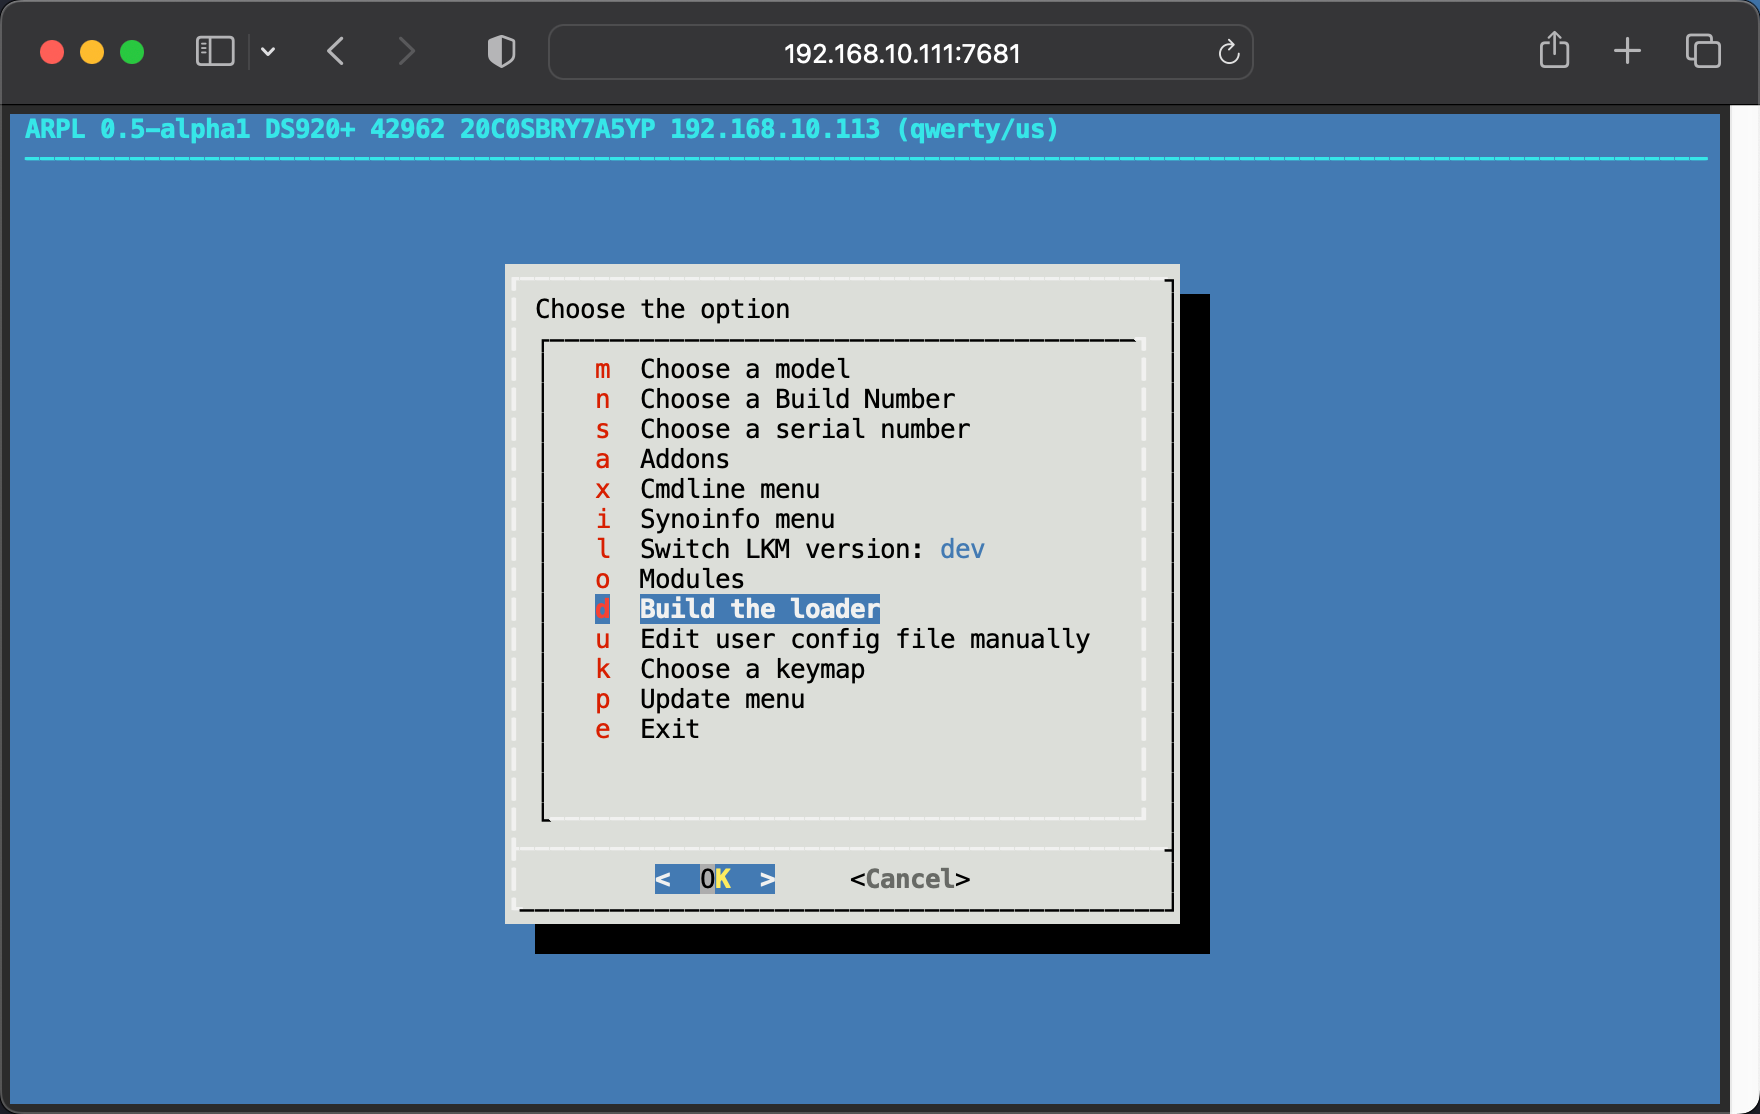 192.168.10.111:7681
ARPL 0.5-alpha1 DS920+ 42962 20C0SBRY7A5YP 192.168.10.113 (qwerty/us)
Choose the option
m Choose a model
n Choose a Build Number
s Choose a serial number
a Addons
x Cmdline menu
i Synoinfo menu
l Switch LKM version: dev
o Modules
d Build the loader
u Edit user config file manually
k Choose a keymap
p Update menu
e Exit
< OK > <Cancel>